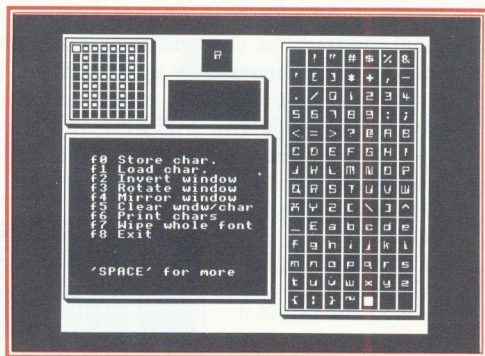 R
f0 Store char.
f1 Load char.
f2 Invert window
f3 Rotate window
f4 Mirror window
f5 Clear wndw/char
f6 Print chars
f7 Wipe whole font
f8 Exit
'SPACE' for more
! " # $ % &
' ( ) * + , -
. / 0 1 2 3 4
5 6 7 8 9 : ;
< = > ? @ A B
C D E F G H I
J K L M N O P
Q R S T U V W
X Y Z [ \ ] ^
_ £ a b c d e
f g h i j k l
m n o p q r s
t u v w x y z
{ | } ~